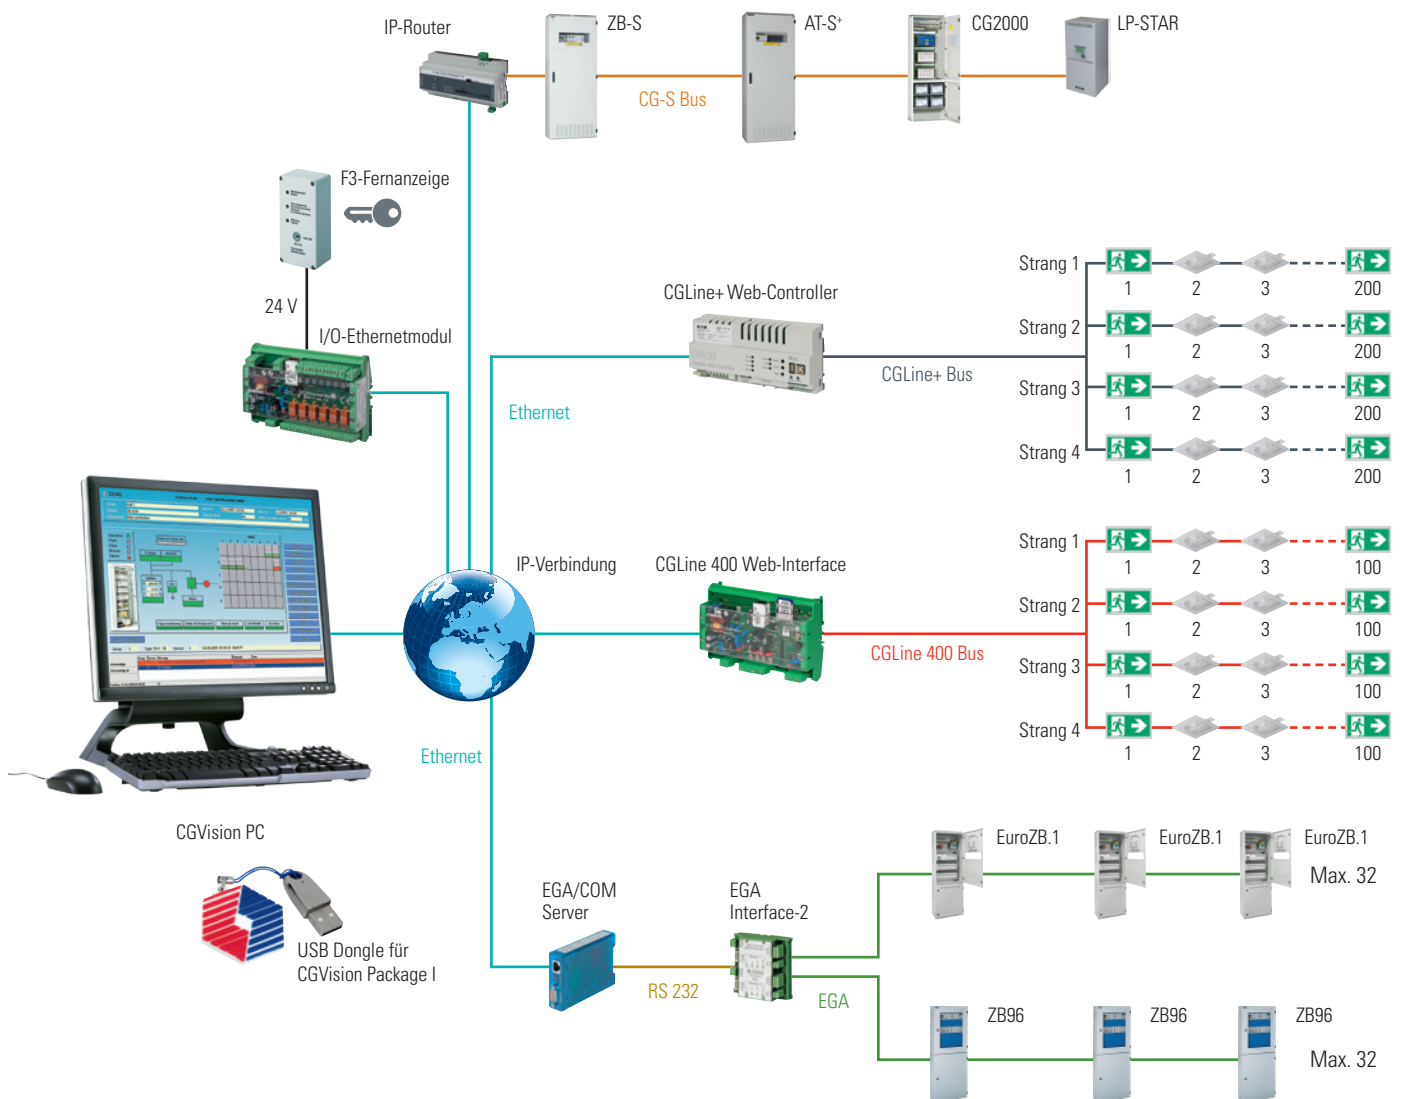 IP-Router
ZB-S
AT-S+
CG2000
LP-STAR
CG-S Bus
F3-Fernanzeige
24 V
I/O-Ethernetmodul
CGLine+ Web-Controller
CGLine+ Bus
Ethernet
Strang 1
1 2 3 200
Strang 2
1 2 3 200
Strang 3
1 2 3 200
Strang 4
1 2 3 200
IP-Verbindung
CGLine 400 Web-Interface
CGLine 400 Bus
Strang 1
1 2 3 100
Strang 2
1 2 3 100
Strang 3
1 2 3 100
Strang 4
1 2 3 100
Ethernet
CGVision PC
USB Dongle für
CGVision Package I
EGA/COM
Server
RS 232
EGA
Interface-2
EGA
EuroZB.1
EuroZB.1
EuroZB.1
Max. 32
ZB96
ZB96
ZB96
Max. 32